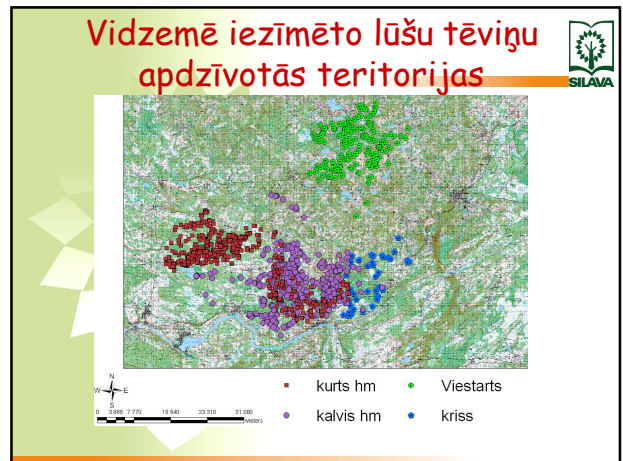 Vidzemē iezīmēto lūšu tēviņu
apdzīvotās teritorijas
SILAVA
N
W E
S
0 3 885 7 770 15 540 23 310 31 080
Meters
kurts hm
Viestarts
kalvis hm
kriss